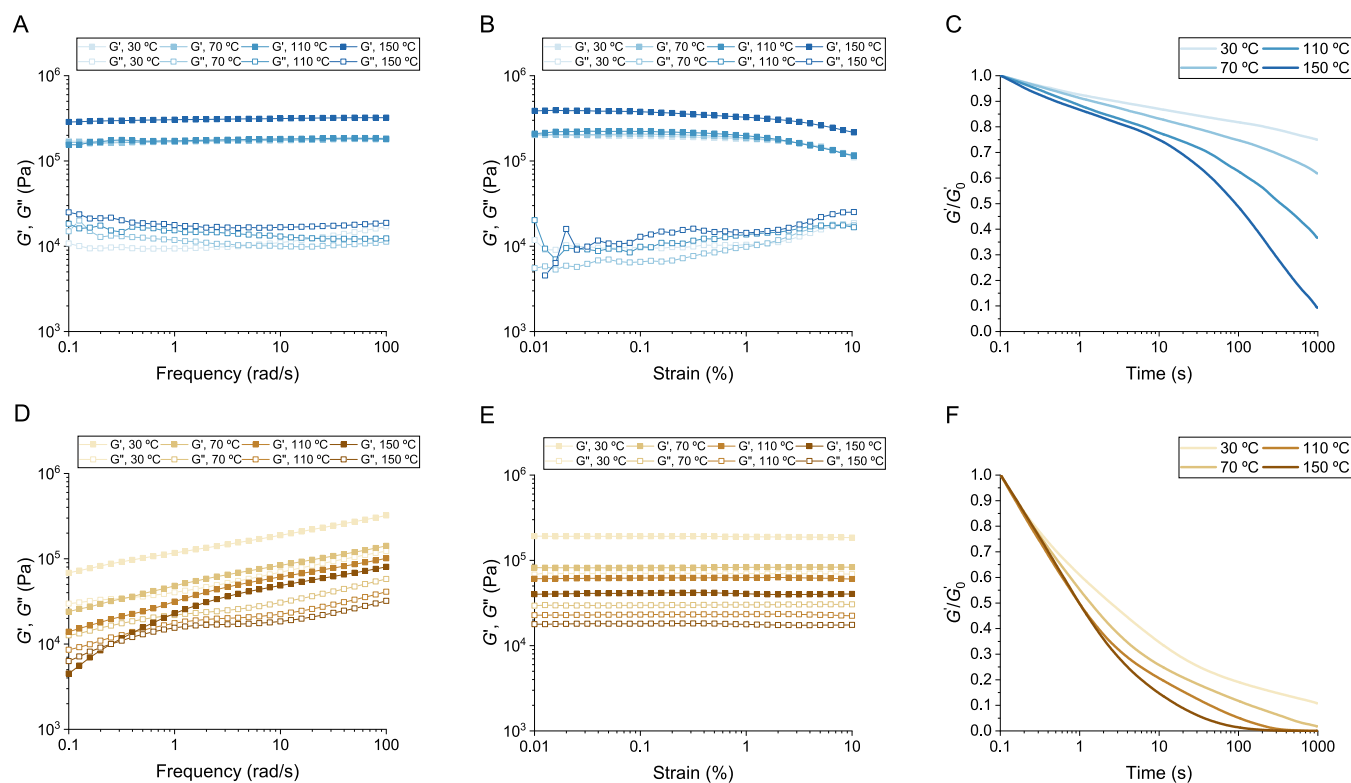 A
G', 30 ºC G', 70 ºC G', 110 ºC G', 150 ºC
G'', 30 ºC G'', 70 ºC G'', 110 ºC G'', 150 ºC
10⁶
10⁵
10⁴
10³
G', G'' (Pa)
0.1 1 10 100
Frequency (rad/s)
B
G', 30 ºC G', 70 ºC G', 110 ºC G', 150 ºC
G'', 30 ºC G'', 70 ºC G'', 110 ºC G'', 150 ºC
10⁶
10⁵
10⁴
10³
G', G'' (Pa)
0.01 0.1 1 10
Strain (%)
C
30 ºC 110 ºC
70 ºC 150 ºC
1.0
0.9
0.8
0.7
0.6
0.5
0.4
0.3
0.2
0.1
0.0
G'/G'₀
0.1 1 10 100 1000
Time (s)
D
G', 30 ºC G', 70 ºC G', 110 ºC G', 150 ºC
G'', 30 ºC G'', 70 ºC G'', 110 ºC G'', 150 ºC
10⁶
10⁵
10⁴
10³
G', G'' (Pa)
0.1 1 10 100
Frequency (rad/s)
E
G', 30 ºC G', 70 ºC G', 110 ºC G', 150 ºC
G'', 30 ºC G'', 70 ºC G'', 110 ºC G'', 150 ºC
10⁶
10⁵
10⁴
10³
G', G'' (Pa)
0.01 0.1 1 10
Strain (%)
F
30 ºC 110 ºC
70 ºC 150 ºC
1.0
0.9
0.8
0.7
0.6
0.5
0.4
0.3
0.2
0.1
0.0
G'/G'₀
0.1 1 10 100 1000
Time (s)